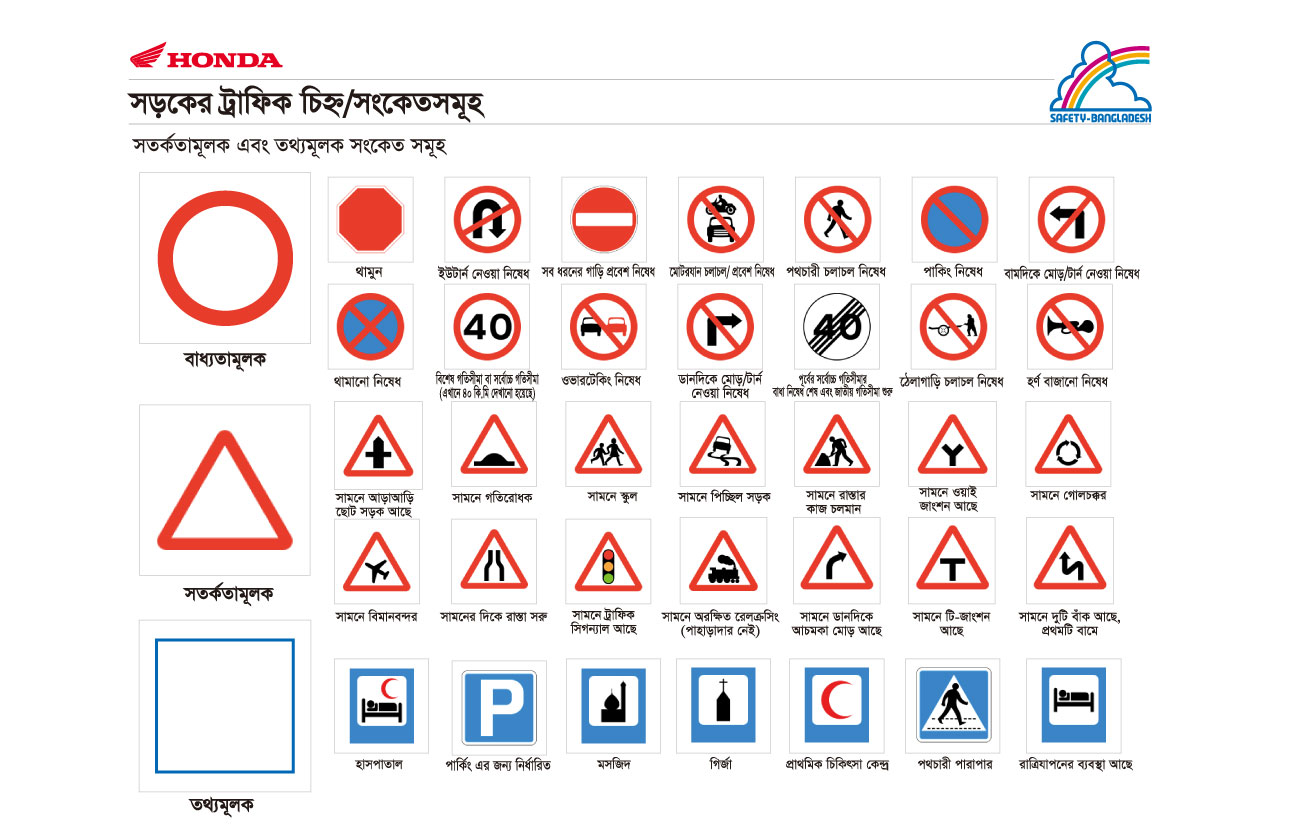 HONDA
সড়কের ট্রাফিক চিহ্ন/সংকেতসমূহ
SAFETY-BANGLADESH
সতর্কতামূলক এবং তথ্যমূলক সংকেত সমূহ
থামুন
ইউটার্ন নেওয়া নিষেধ
সব ধরনের গাড়ি প্রবেশ নিষেধ
মোটরযান চলাচল/ প্রবেশ নিষেধ
পথচারী চলাচল নিষেধ
পার্কিং নিষেধ
বামদিকে মোড়/টার্ন নেওয়া নিষেধ
বাধ্যতামূলক
40
40
থামানো নিষেধ
বিশেষ গতিসীমা বা সর্বোচ্চ গতিসীমা
(এখানে ৪০ কি.মি দেখানো হয়েছে)
ওভারটেকিং নিষেধ
ডানদিকে মোড়/টার্ন
নেওয়া নিষেধ
পূর্বের সর্বোচ্চ গতিসীমার
বাধা নিষেধ শেষ এবং জাতীয় গতিসীমা শুরু
ঠেলাগাড়ি চলাচল নিষেধ
হর্ণ বাজানো নিষেধ
সামনে আড়াআড়ি
ছোট সড়ক আছে
সামনে গতিরোধক
সামনে স্কুল
সামনে পিচ্ছিল সড়ক
সামনে রাস্তার
কাজ চলমান
সামনে ওয়াই
জাংশন আছে
সামনে গোলচক্কর
সতর্কতামূলক
সামনে বিমানবন্দর
সামনের দিকে রাস্তা সরু
সামনে ট্রাফিক
সিগন্যাল আছে
সামনে অরক্ষিত রেলক্রসিং
(পাহাড়াদার নেই)
সামনে ডানদিকে
আচমকা মোড় আছে
সামনে টি-জাংশন
আছে
সামনে দুটি বাঁক আছে,
প্রথমটি বামে
P
হাসপাতাল
পার্কিং এর জন্য নির্ধারিত
মসজিদ
গির্জা
প্রাথমিক চিকিৎসা কেন্দ্র
পথচারী পারাপার
রাত্রিযাপনের ব্যবস্থা আছে
তথ্যমূলক